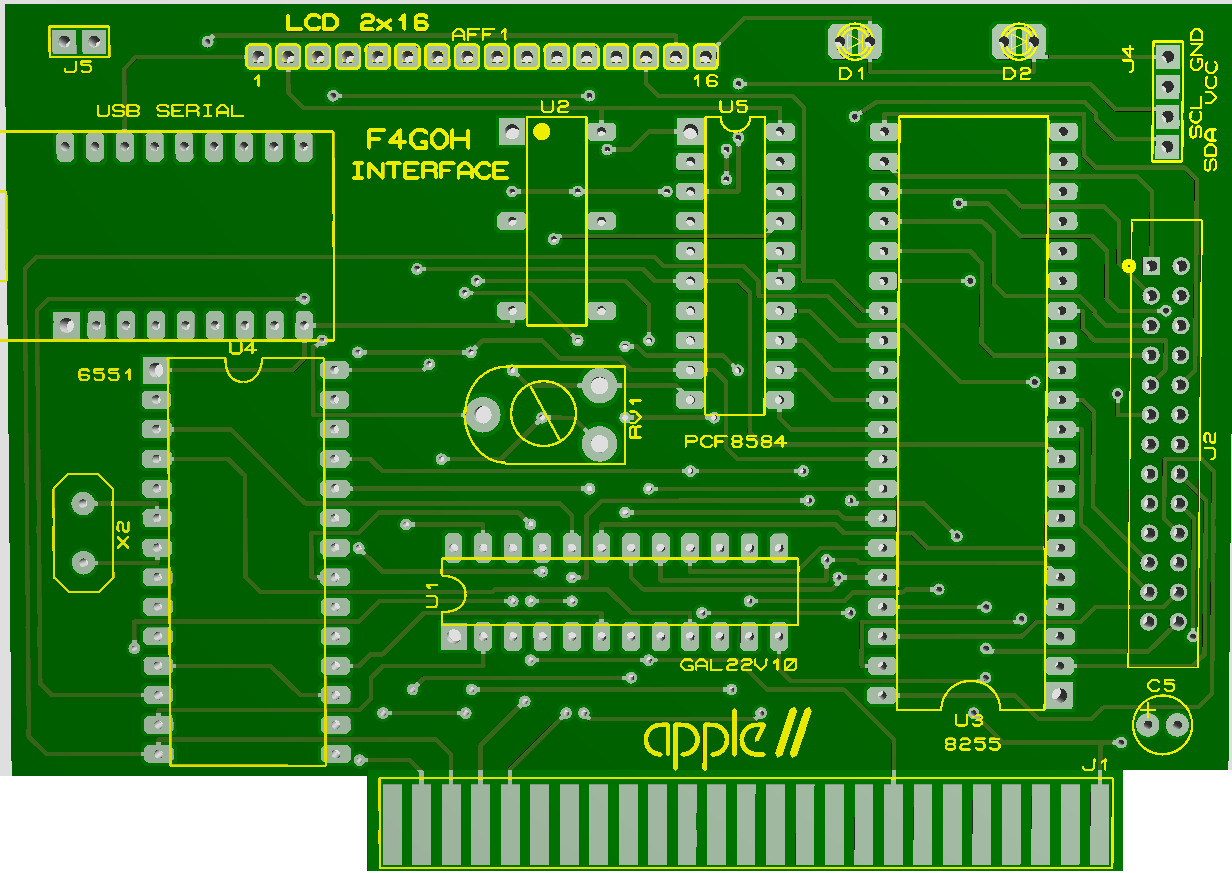 LCD 2x16
AFF1
J5
1
16
D1
D2
J4
GND
VCC
SCL
SDA
USB SERIAL
U2
U5
F4GOH
INTERFACE
U4
6551
RV1
PCF8584
J2
X2
U1
GAL22V10
C5
+
apple //
U3
8255
J1